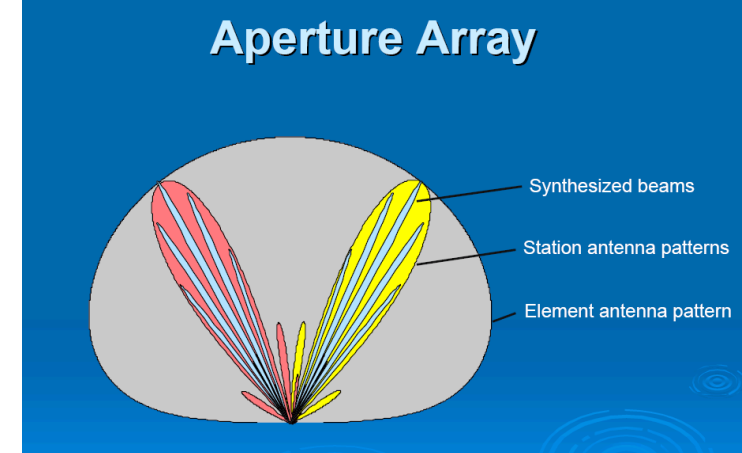 Aperture Array
Synthesized beams
Station antenna patterns
Element antenna pattern